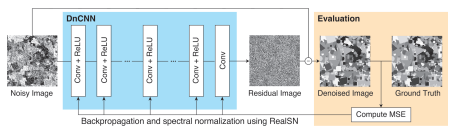 DnCNN
Evaluation
Conv + ReLU
Conv + ReLU
Conv + ReLU
Conv + ReLU
Conv
Noisy Image
Residual Image
Denoised Image
Ground Truth
Compute MSE
Backpropagation and spectral normalization using RealSN